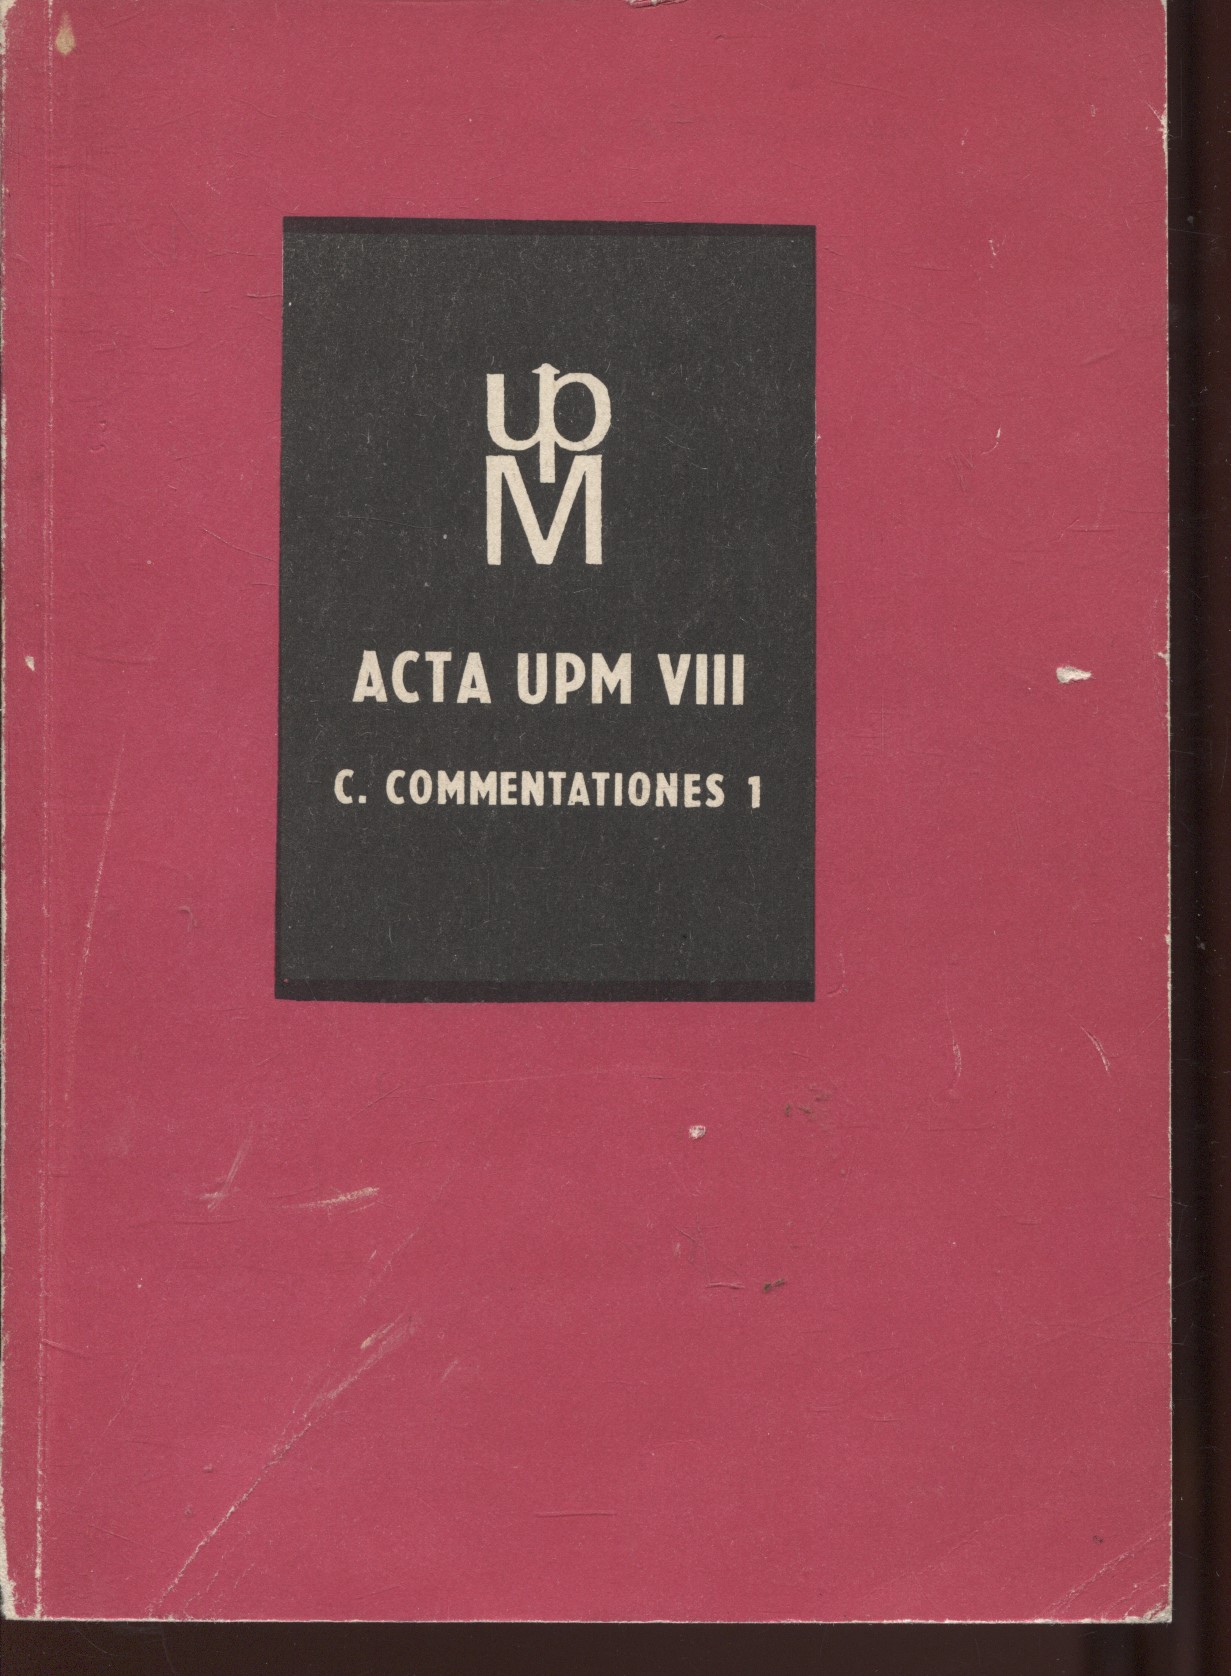 upM
ACTA UPM VIII
C. COMMENTATIONES 1